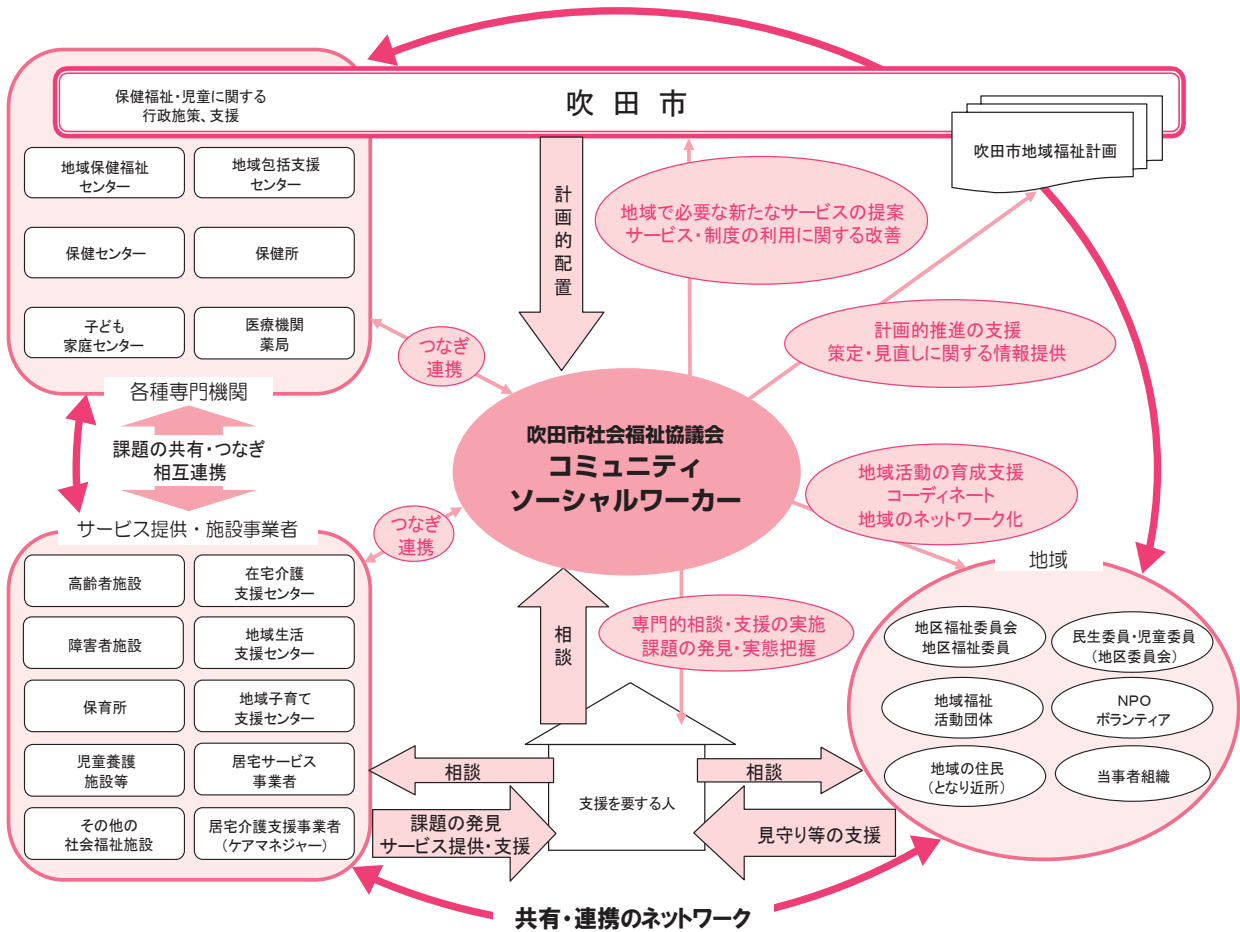 保健福祉・児童に関する
行政施策、支援
吹田市
吹田市地域福祉計画
地域保健福祉
センター
地域包括支援
センター
保健センター
保健所
子ども
家庭センター
医療機関
薬局
各種専門機関
計画的配置
地域で必要な新たなサービスの提案
サービス・制度の利用に関する改善
計画的推進の支援
策定・見直しに関する情報提供
つなぎ
連携
課題の共有・つなぎ
相互連携
吹田市社会福祉協議会
コミュニティ
ソーシャルワーカー
地域活動の育成支援
コーディネート
地域のネットワーク化
つなぎ
連携
サービス提供・施設事業者
高齢者施設
在宅介護
支援センター
障害者施設
地域生活
支援センター
保育所
地域子育て
支援センター
児童養護
施設等
居宅サービス
事業者
その他の
社会福祉施設
居宅介護支援事業者
(ケアマネジャー)
相談
専門的相談・支援の実施
課題の発見・実態把握
相談
相談
支援を要する人
課題の発見
サービス提供・支援
見守り等の支援
地域
地区福祉委員会
地区福祉委員
民生委員・児童委員
(地区委員会)
地域福祉
活動団体
NPO
ボランティア
地域の住民
(となり近所)
当事者組織
共有・連携のネットワーク